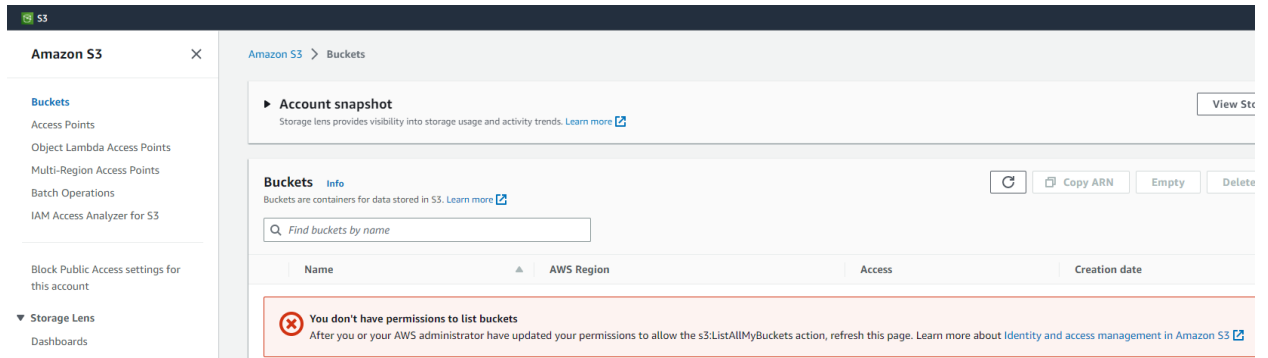 S3
Amazon S3
Buckets
Access Points
Object Lambda Access Points
Multi-Region Access Points
Batch Operations
IAM Access Analyzer for S3
Block Public Access settings for
this account
Storage Lens
Dashboards
Amazon S3 > Buckets
Account snapshot
View Sto
Storage lens provides visibility into storage usage and activity trends. Learn more
Buckets Info
Buckets are containers for data stored in S3. Learn more
Copy ARN Empty Delete
Find buckets by name
Name AWS Region Access Creation date
You don't have permissions to list buckets
After you or your AWS administrator have updated your permissions to allow the s3:ListAllMyBuckets action, refresh this page. Learn more about Identity and access management in Amazon S3